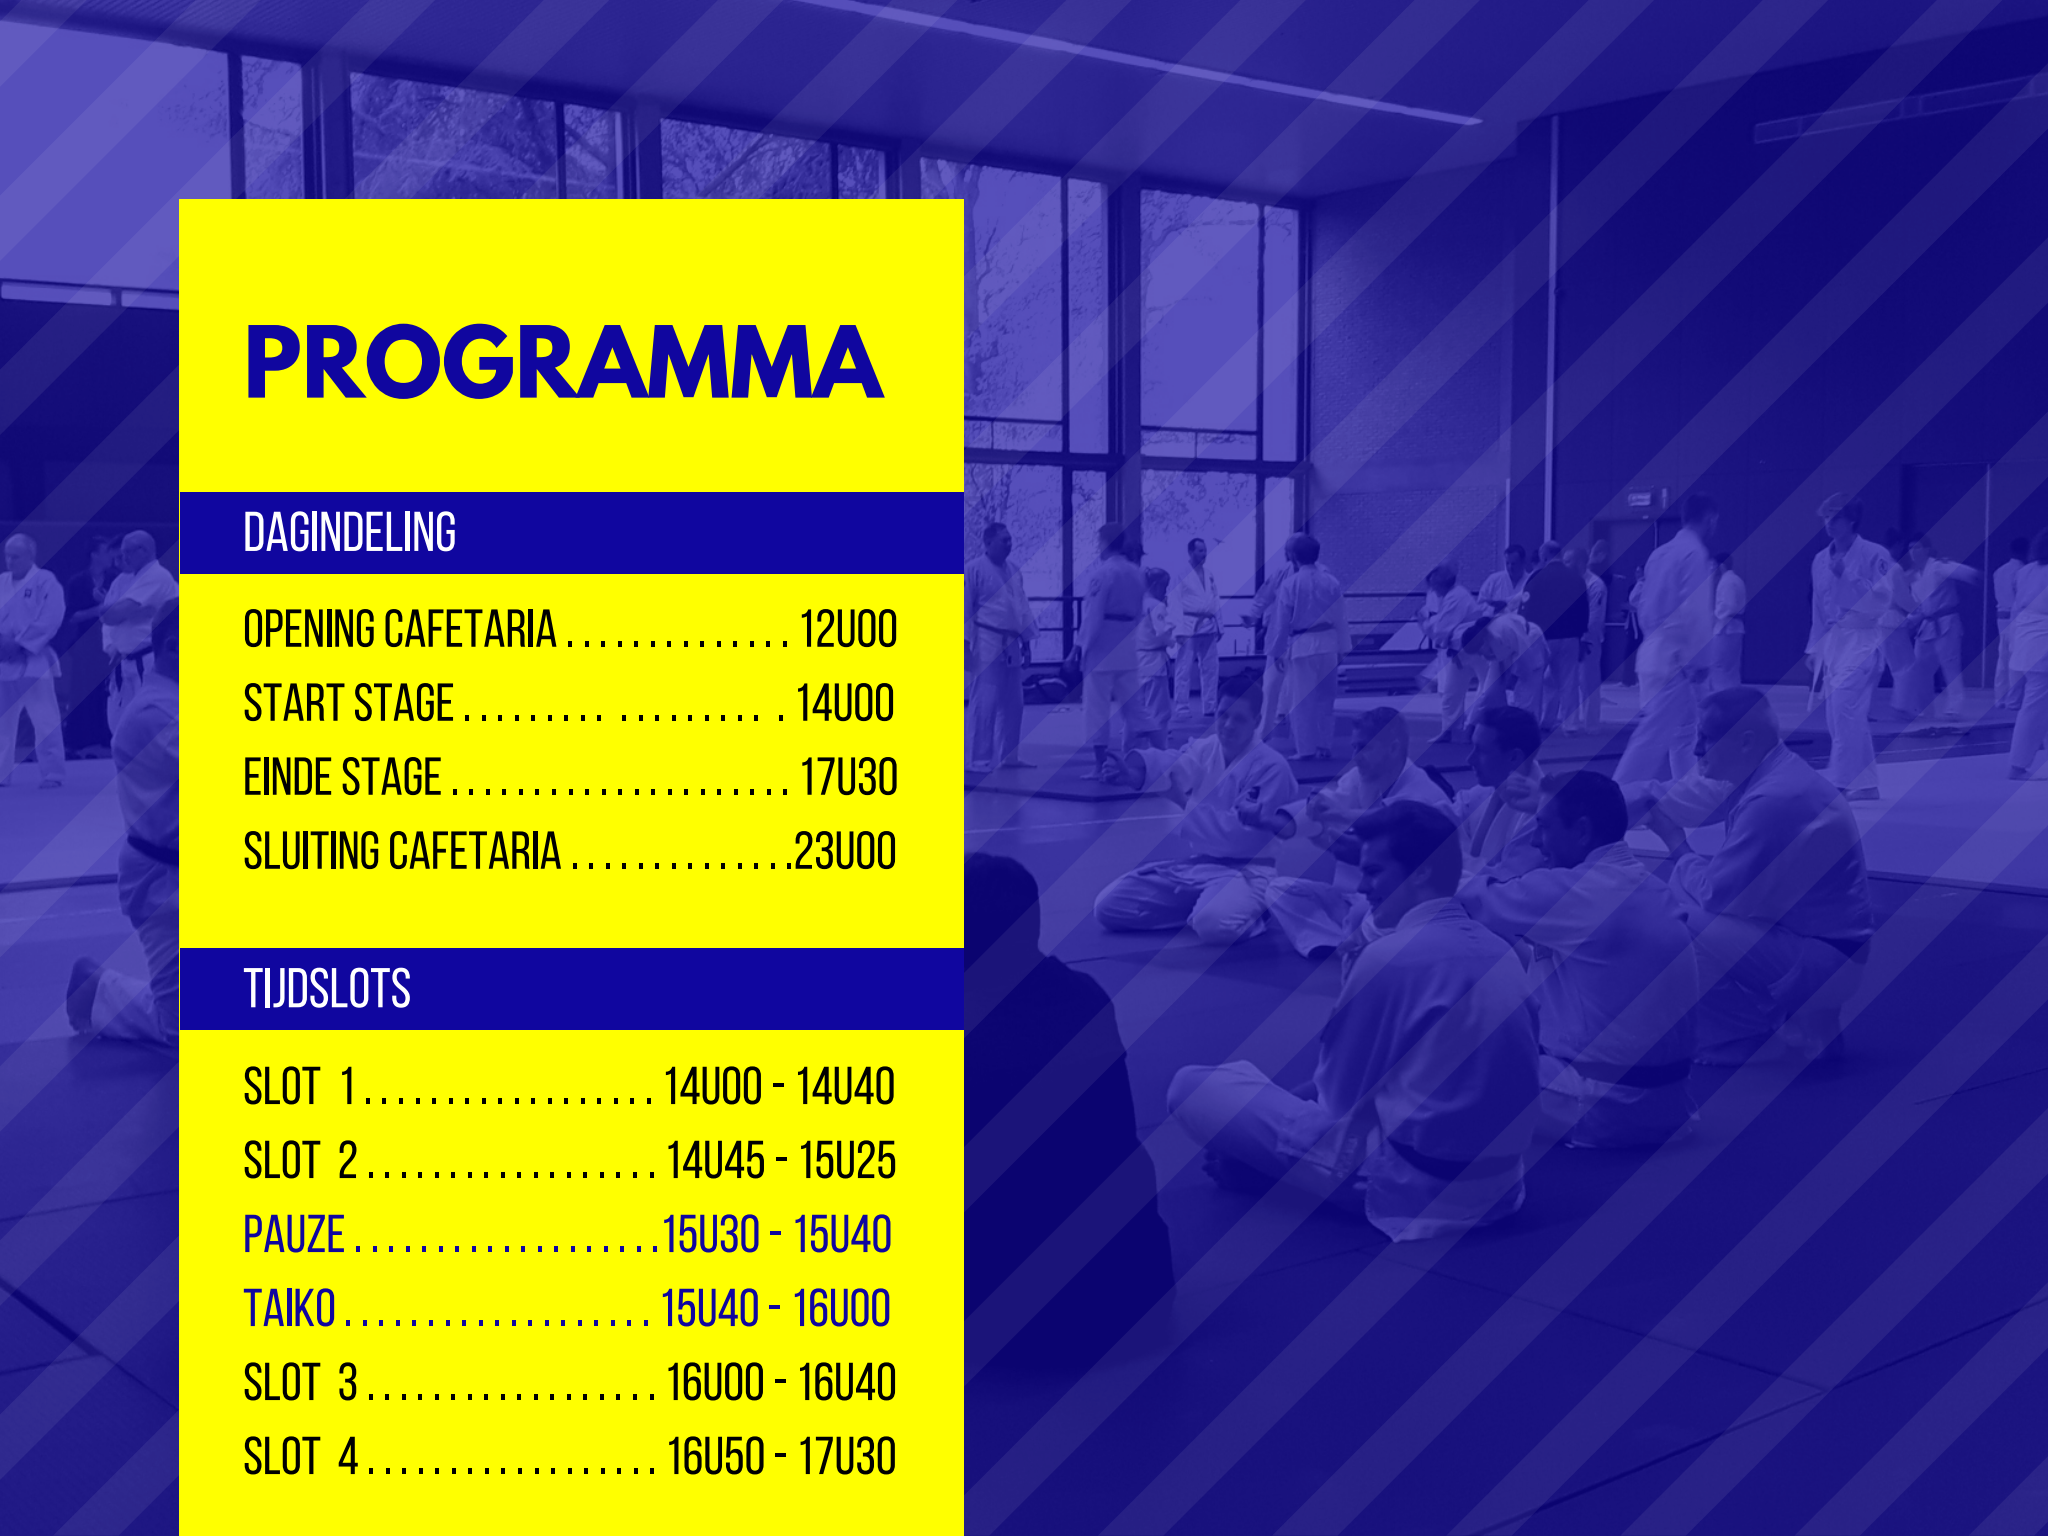 PROGRAMMA
DAGINDELING
OPENING CAFETARIA . . . . . . . . . . . . . . 12U00
START STAGE . . . . . . . . . . . . . . . . . . . . 14U00
EINDE STAGE . . . . . . . . . . . . . . . . . . . . . 17U30
SLUITING CAFETARIA . . . . . . . . . . . . . .23U00
TIJDSLOTS
SLOT 1 . . . . . . . . . . . . . . . . . . 14U00 - 14U40
SLOT 2 . . . . . . . . . . . . . . . . . . 14U45 - 15U25
PAUZE . . . . . . . . . . . . . . . . . . .15U30 - 15U40
TAIKO . . . . . . . . . . . . . . . . . . . 15U40 - 16U00
SLOT 3 . . . . . . . . . . . . . . . . . . 16U00 - 16U40
SLOT 4 . . . . . . . . . . . . . . . . . . 16U50 - 17U30